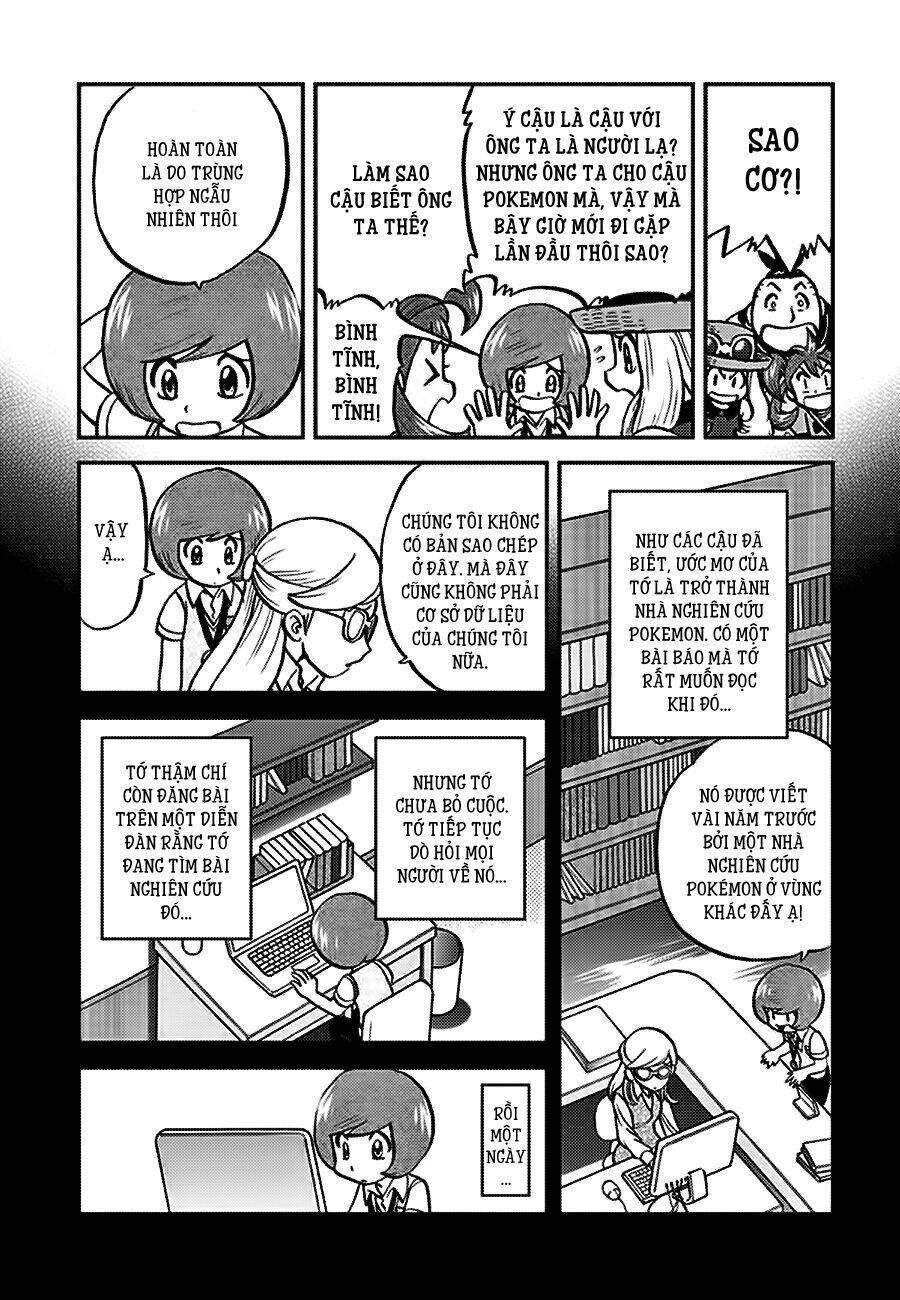 SAO
CƠ?!
Ý CẬU LÀ CẬU VỚI
ÔNG TA LÀ NGƯỜI LẠ?
NHƯNG ÔNG TA CHO CẬU
POKEMON MÀ, VẬY MÀ
BÂY GIỜ MỚI ĐI GẶP
LẦN ĐẦU THÔI SAO?
LÀM SAO
CẬU BIẾT ÔNG
TA THẾ?
BÌNH
TĨNH,
BÌNH
TĨNH!
HOÀN TOÀN
LÀ DO TRÙNG
HỢP NGẪU
NHIÊN THÔI
NHƯ CÁC CẬU ĐÃ
BIẾT, ƯỚC MƠ CỦA
TỚ LÀ TRỞ THÀNH
NHÀ NGHIÊN CỨU
POKEMON. CÓ MỘT
BÀI BÁO MÀ TỚ
RẤT MUỐN ĐỌC
KHI ĐÓ...
NÓ ĐƯỢC VIẾT
VÀI NĂM TRƯỚC
BỞI MỘT NHÀ
NGHIÊN CỨU
POKÉMON Ở VÙNG
KHÁC ĐẤY Ạ!
CHÚNG TÔI KHÔNG
CÓ BẢN SAO CHÉP
Ở ĐÂY. MÀ ĐÂY
CŨNG KHÔNG PHẢI
CƠ SỞ DỮ LIỆU
CỦA CHÚNG TÔI
NỮA.
VẬY
Ạ...
NHƯNG TỚ
CHƯA BỎ CUỘC.
TỚ TIẾP TỤC
DÒ HỎI MỌI
NGƯỜI VỀ NÓ...
TỚ THẬM CHÍ
CÒN ĐĂNG BÀI
TRÊN MỘT DIỄN
ĐÀN RẰNG TỚ
ĐANG TÌM BÀI
NGHIÊN CỨU
ĐÓ...
RỒI
MỘT
NGÀY
...